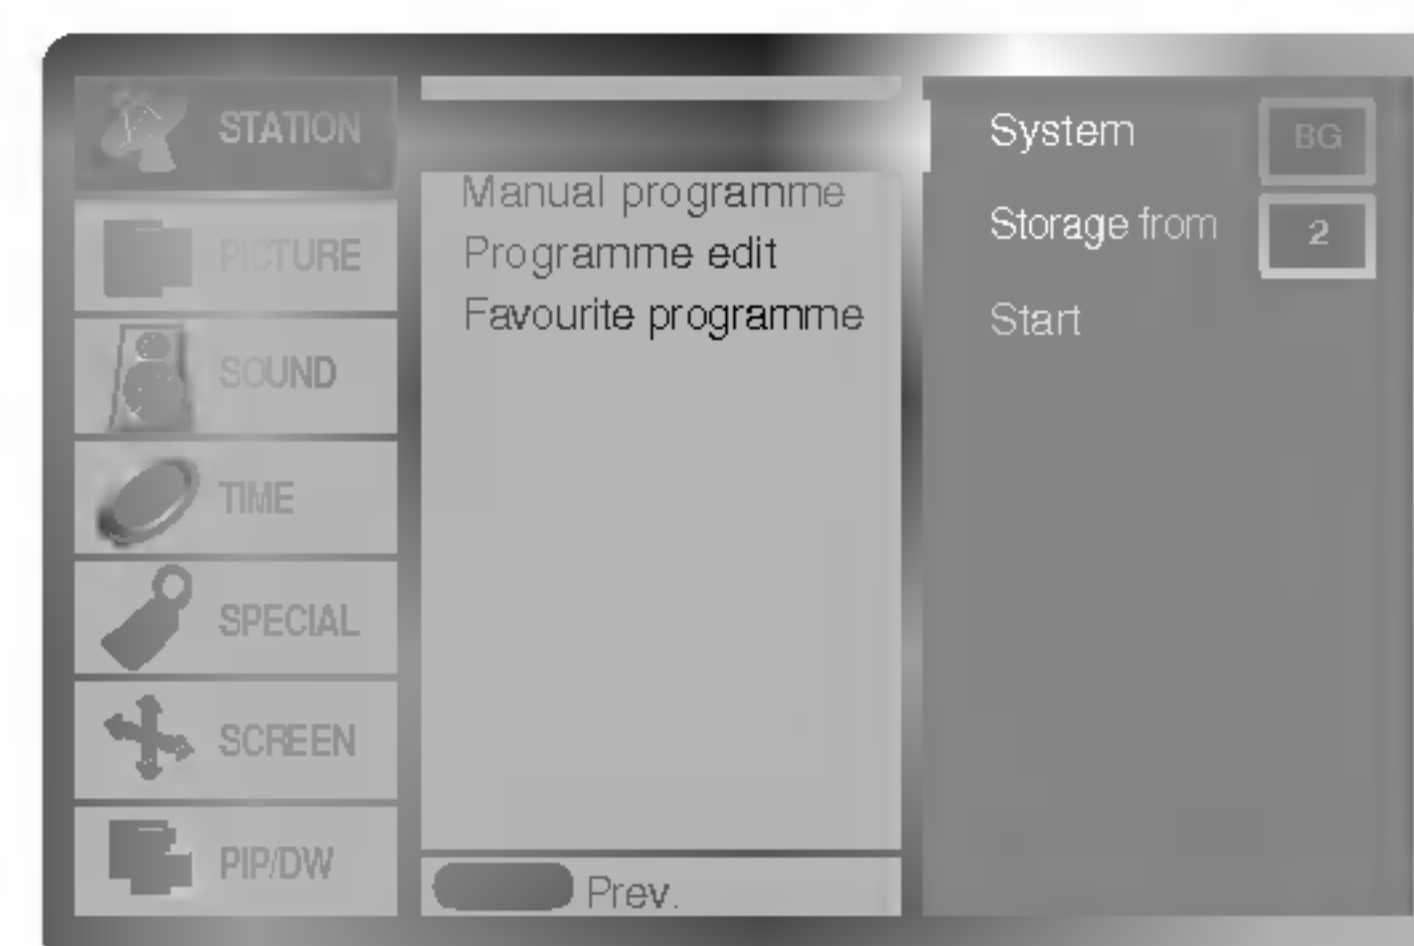 STATION
PICTURE
SOUND
TIME
SPECIAL
SCREEN
PIP/DW
Manual programme
Programme edit
Favourite programme
Prev.
System BG
Storage from 2
Start